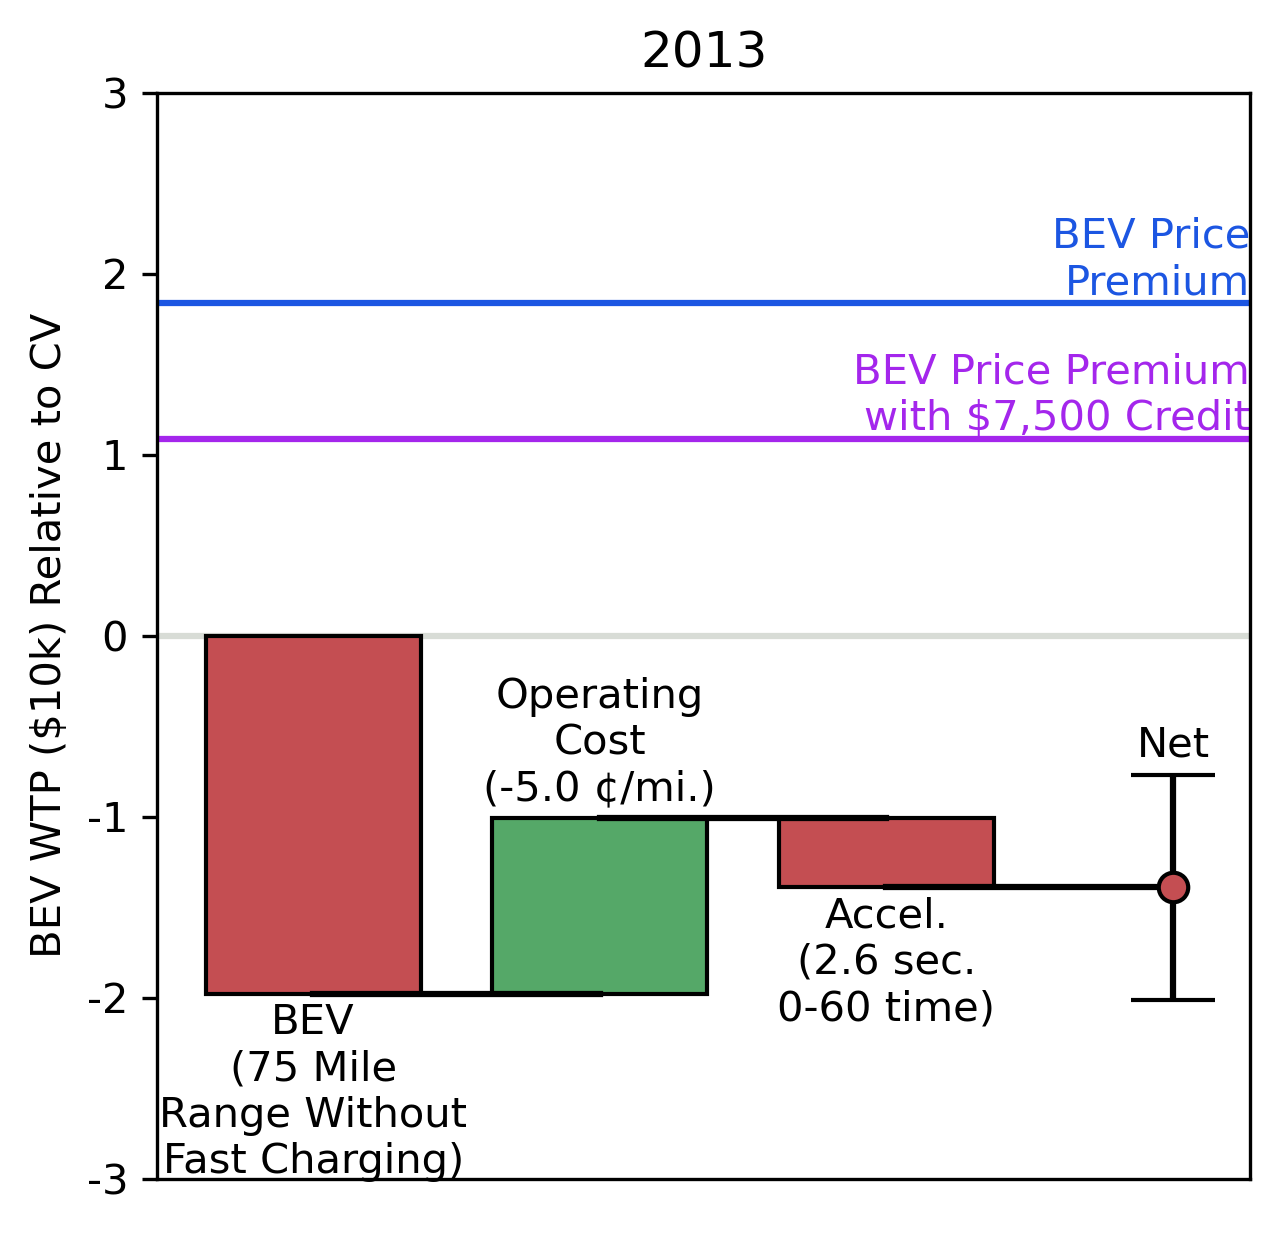 2013
3
2
1
0
-1
-2
-3
BEV WTP ($10k) Relative to CV
BEV Price
Premium
BEV Price Premium
with $7,500 Credit
Operating
Cost
(-5.0 ¢/mi.)
Net
Accel.
(2.6 sec.
0-60 time)
BEV
(75 Mile
Range Without
Fast Charging)